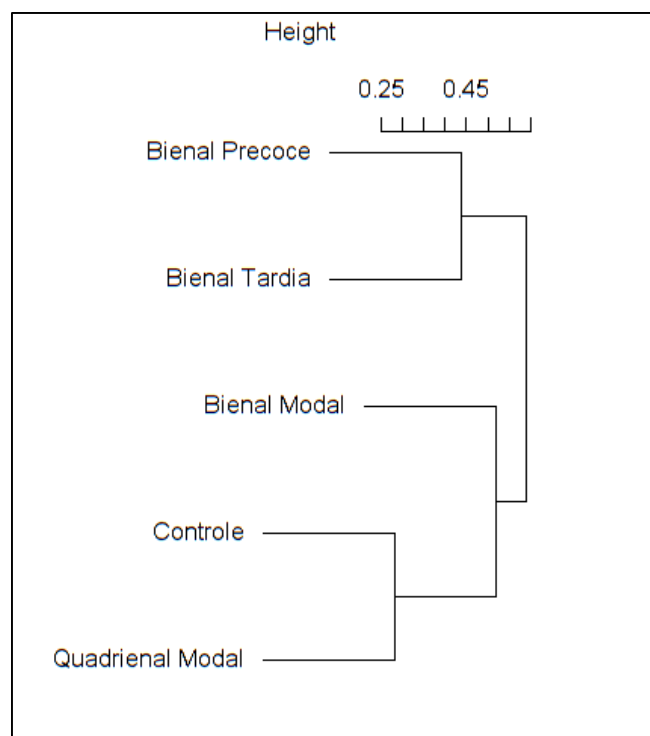 Height
0.25 0.45
Bienal Precoce
Bienal Tardia
Bienal Modal
Controle
Quadrienal Modal